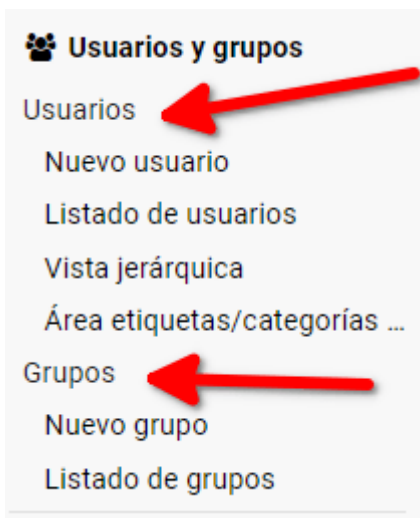 Usuarios y grupos
Usuarios
Nuevo usuario
Listado de usuarios
Vista jerárquica
Área etiquetas/categorías ...
Grupos
Nuevo grupo
Listado de grupos